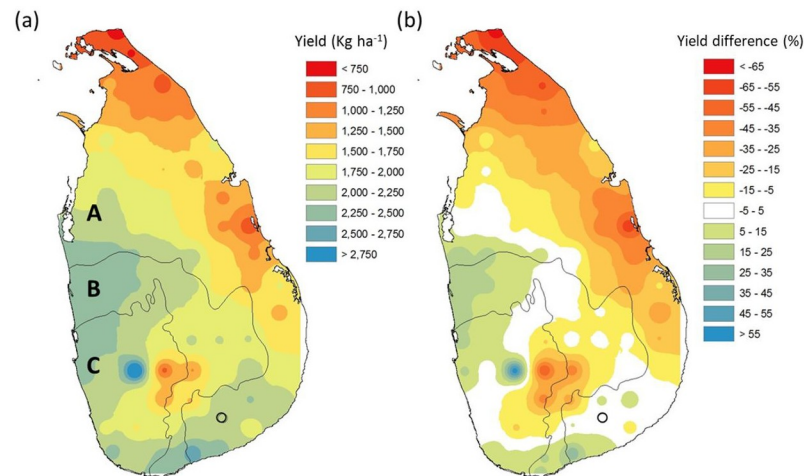 (a)
Yield (Kg ha⁻¹)
< 750
750 - 1,000
1,000 - 1,250
1,250 - 1,500
1,500 - 1,750
1,750 - 2,000
2,000 - 2,250
2,250 - 2,500
2,500 - 2,750
> 2,750
A
B
C
(b)
Yield difference (%)
< -65
-65 - -55
-55 - -45
-45 - -35
-35 - -25
-25 - -15
-15 - -5
-5 - 5
5 - 15
15 - 25
25 - 35
35 - 45
45 - 55
> 55